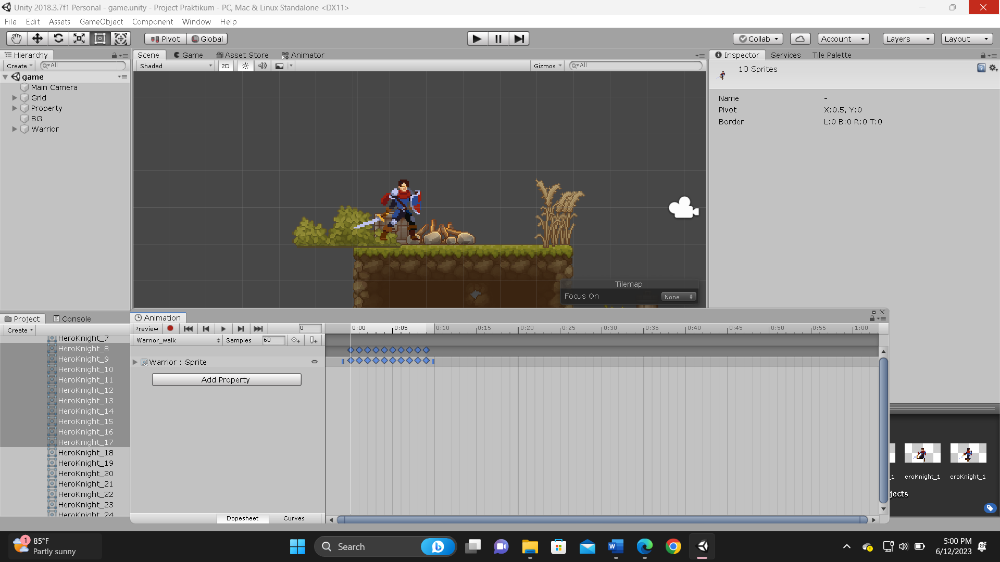 Unity 2018.3.7f1 Personal - game.unity - Project Praktikum - PC, Mac & Linux Standalone <DX11>
File Edit Assets GameObject Component Window Help
Pivot Global Collab Account Layers Layout
Hierarchy
Create All
game
Main Camera
Grid
Property
BG
Warrior
Scene Game Asset Store Animator
Shaded 2D Gizmos All
Tilemap
Focus On None
Inspector Services Tile Palette
10 Sprites
Name -
Pivot X:0.5, Y:0
Border L:0 B:0 R:0 T:0
Project Console
Create
HeroKnight_7
HeroKnight_8
HeroKnight_9
HeroKnight_10
HeroKnight_11
HeroKnight_12
HeroKnight_13
HeroKnight_14
HeroKnight_15
HeroKnight_16
HeroKnight_17
HeroKnight_18
HeroKnight_19
HeroKnight_20
HeroKnight_21
HeroKnight_22
HeroKnight_23
HeroKnight_24
Animation
Preview 0 0:00 0:05 0:10 0:15 0:20 0:25 0:30 0:35 0:40 0:45 0:50 0:55 1:00
Warrior_walk Samples 60
Warrior : Sprite
Add Property
Dopesheet Curves
_1 eroKnight_1 eroKnight_1
jects
1 85°F
Partly sunny
Search
5:00 PM
6/12/2023